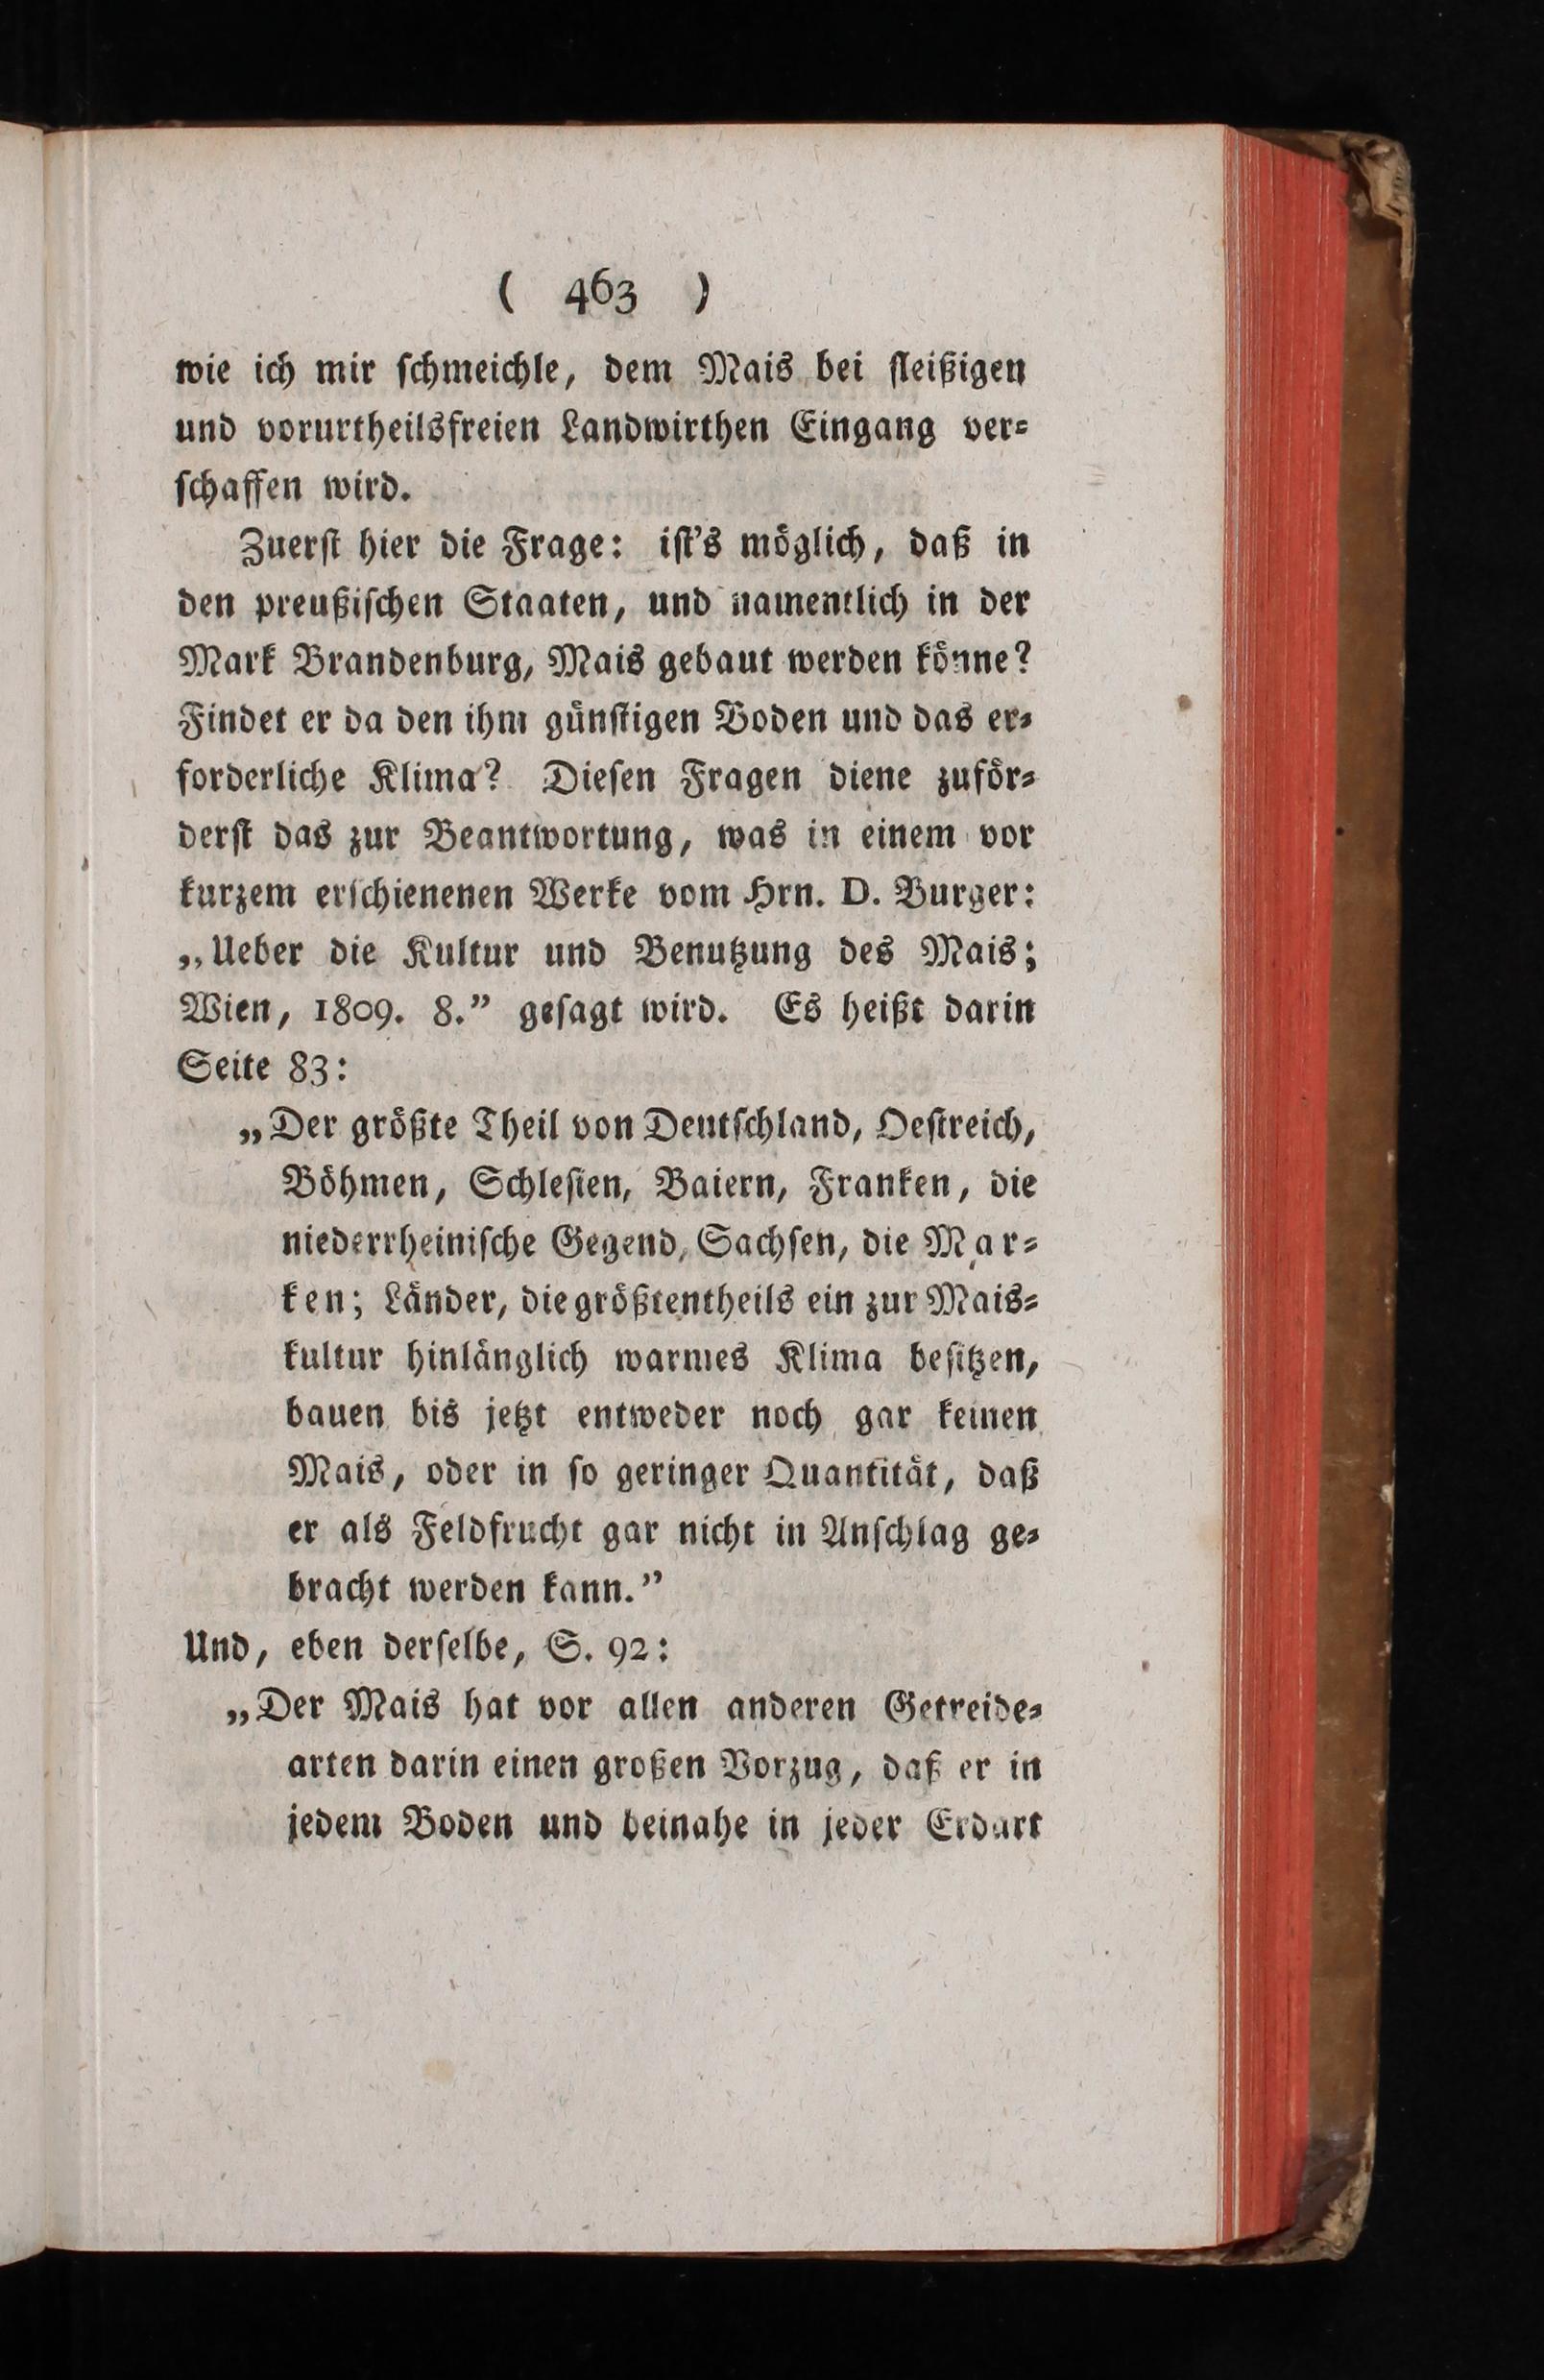 ( 463 )
wie ich mir ſchmeichle, dem Mais bei fleißigen
und vorurtheilsfreien Landwirthen Eingang ver⸗
ſchaffen wird.
Zuerſt hier die Frage: iſt’s möglich, daß in
den preußiſchen Staaten, und namentlich in der
Mark Brandenburg, Mais gebaut werden könne?
Findet er da den ihm günſtigen Boden und das er⸗
forderliche Klima? Dieſen Fragen diene zuför⸗
derſt das zur Beantwortung, was in einem vor
kurzem erſchienenen Werke vom Hrn. D. Burger:
„Ueber die Kultur und Benutzung des Mais;
Wien, 1809. 8.” geſagt wird. Es heißt darin
Seite 83:
„Der größte Theil von Deutſchland, Oeſtreich,
Böhmen, Schleſien, Baiern, Franken, die
niederrheiniſche Gegend, Sachſen, die Mar⸗
ken; Länder, die größtentheils ein zur Mais⸗
kultur hinlänglich warmes Klima beſitzen,
bauen bis jetzt entweder noch gar keinen
Mais, oder in ſo geringer Quantität, daß
er als Feldfrucht gar nicht in Anſchlag ge⸗
bracht werden kann.”
Und, eben derſelbe, S. 92:
„Der Mais hat vor allen anderen Getreide⸗
arten darin einen großen Vorzug, daß er in
jedem Boden und beinahe in jeder Erdart